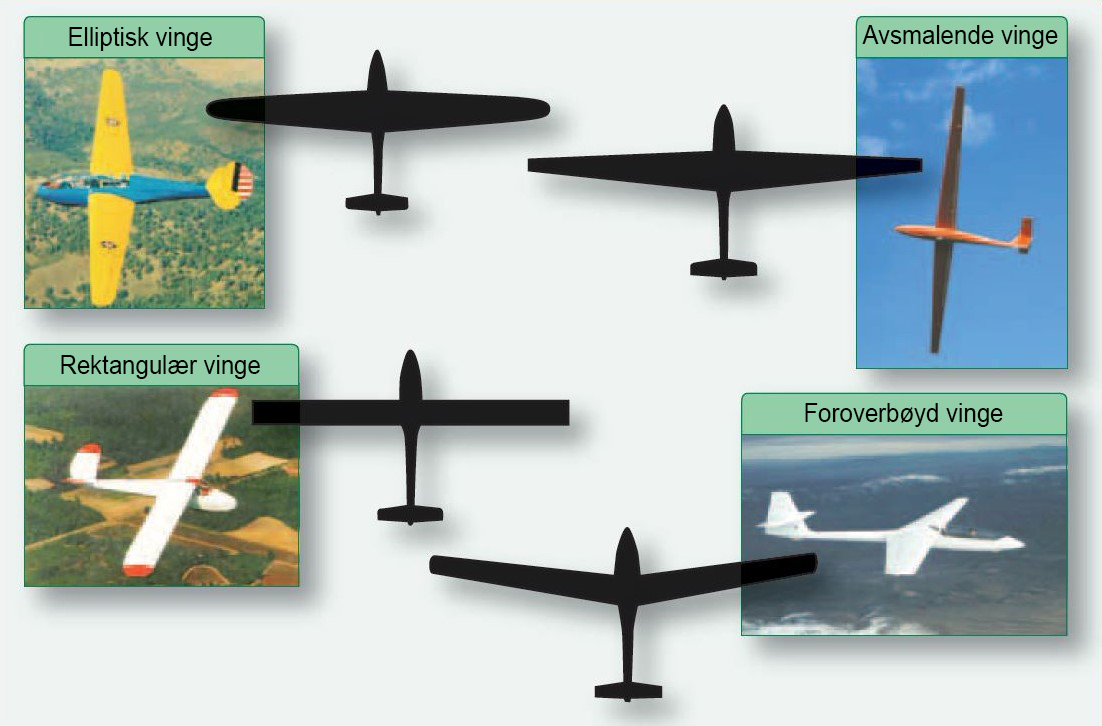 Elliptisk vinge
Avsmalende vinge
Rektangulær vinge
Foroverbøyd vinge